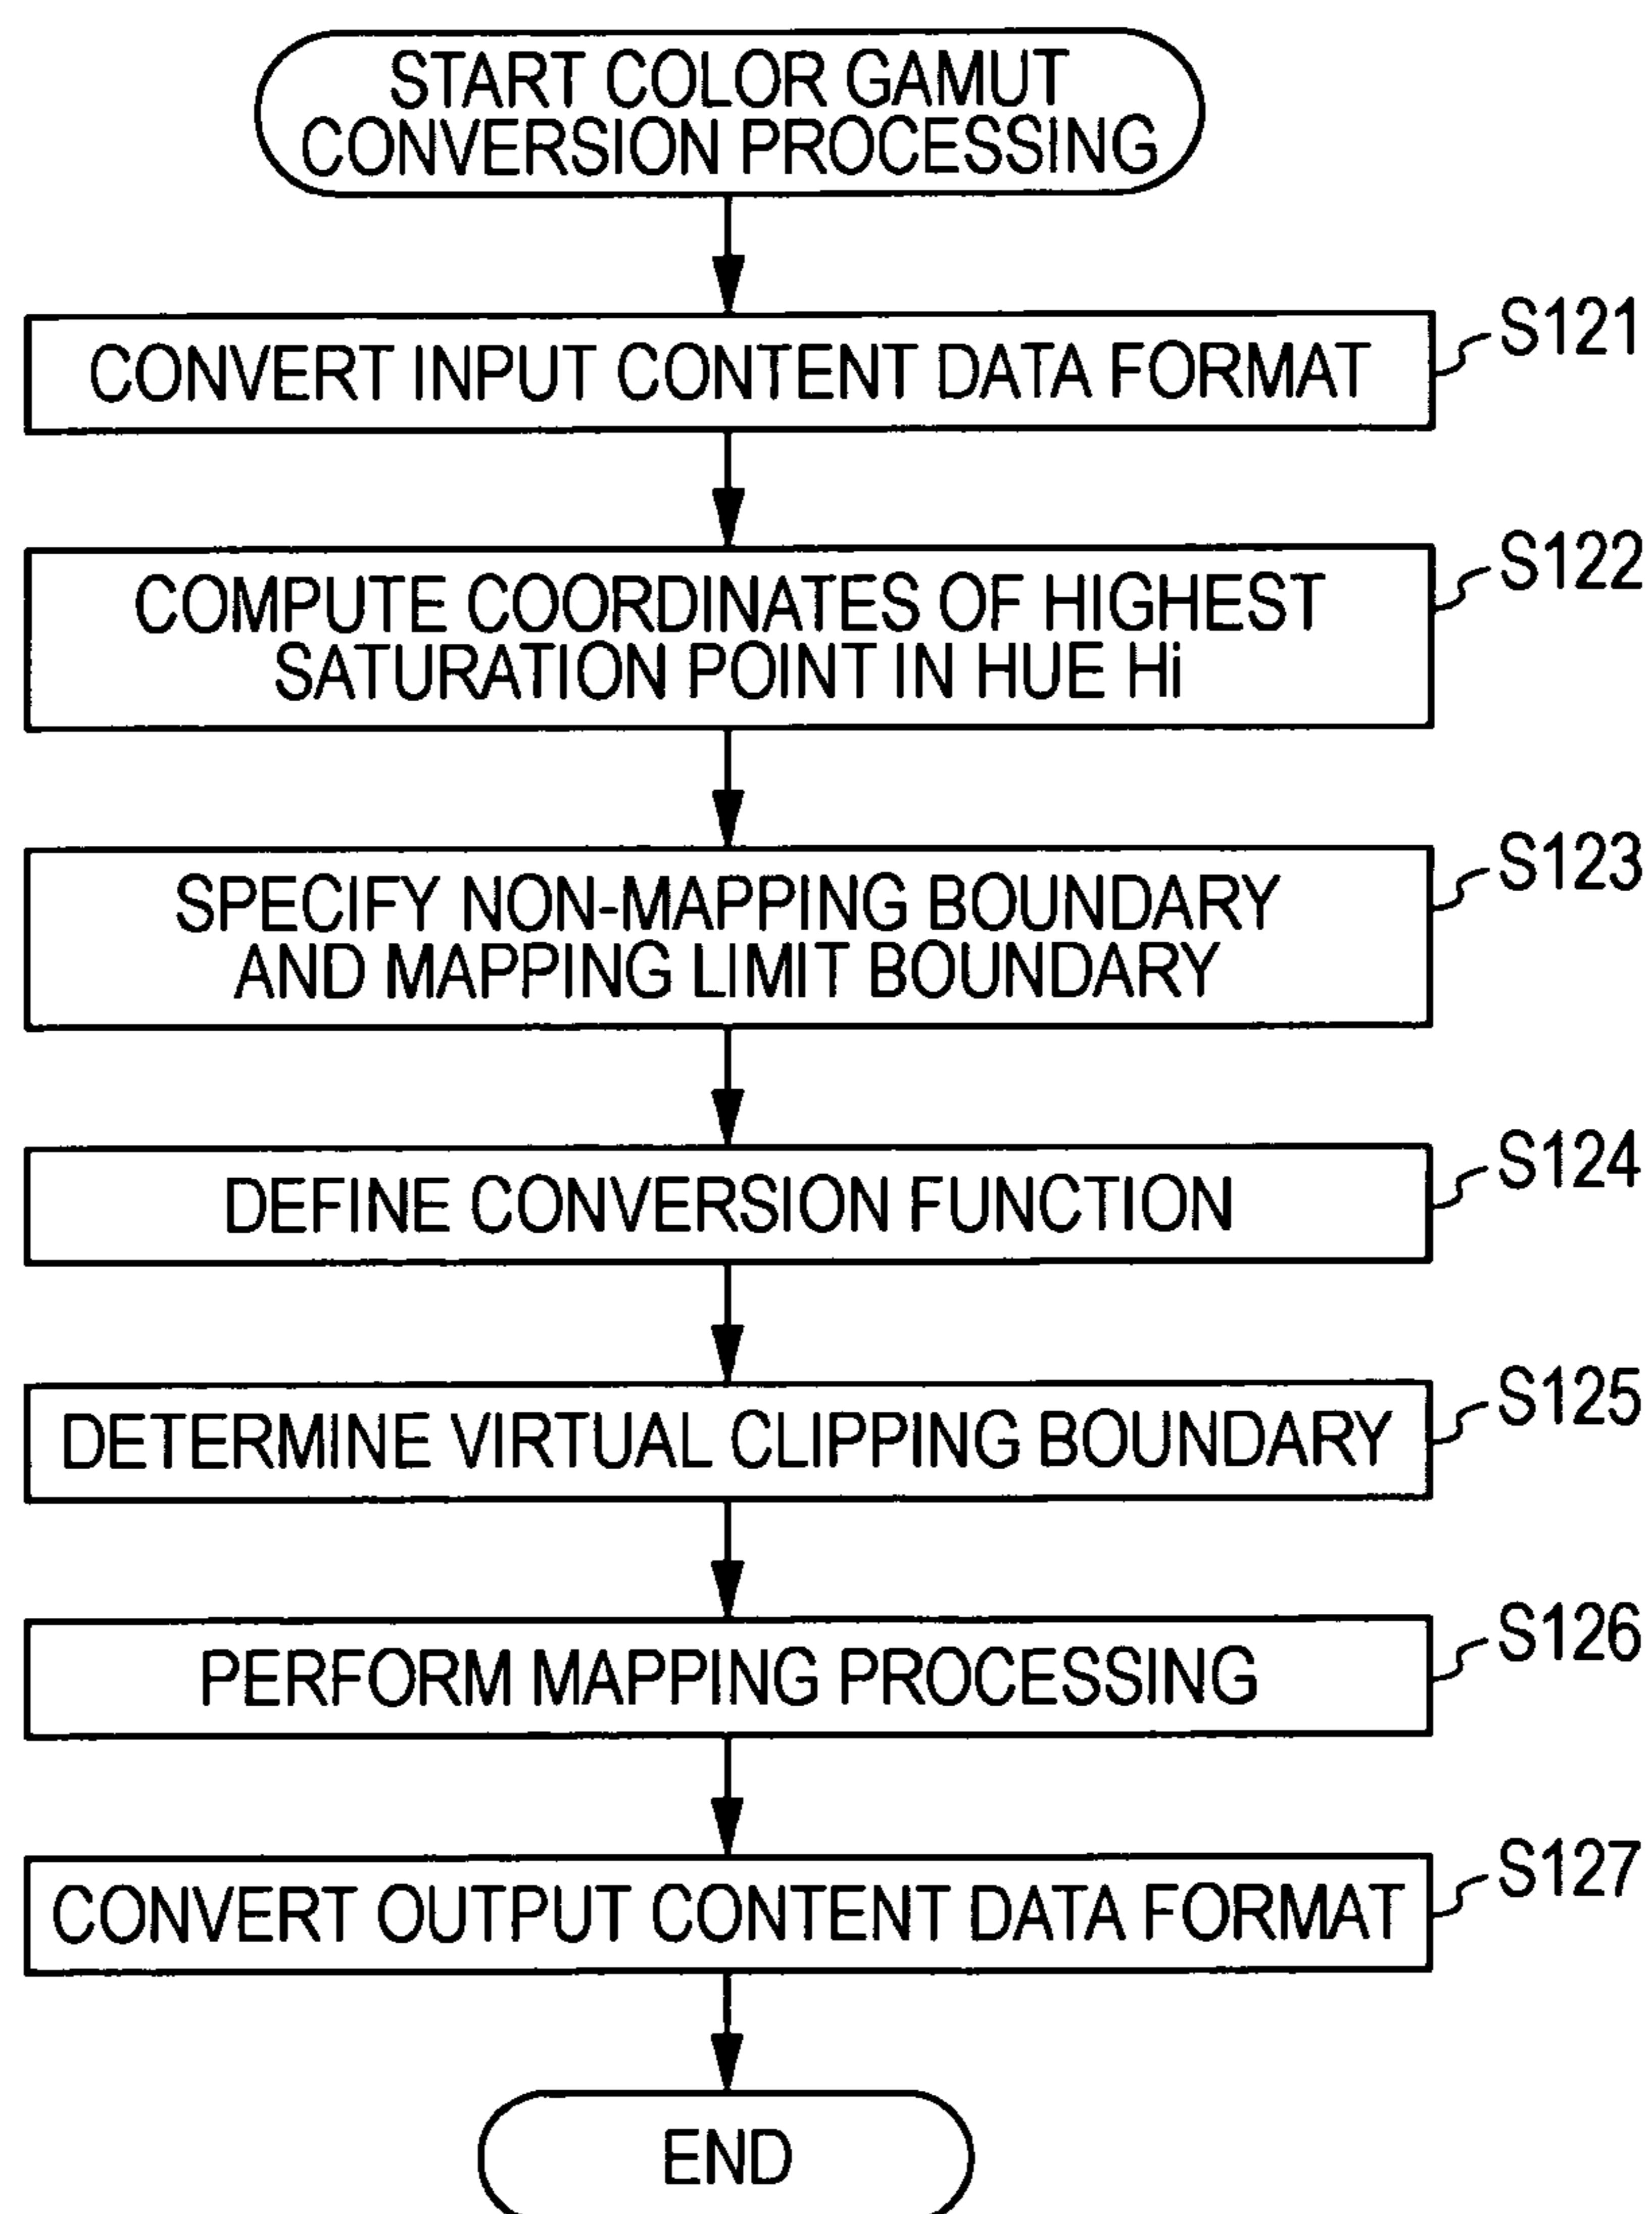 START COLOR GAMUT
CONVERSION PROCESSING
S121
CONVERT INPUT CONTENT DATA FORMAT
S122
COMPUTE COORDINATES OF HIGHEST
SATURATION POINT IN HUE Hi
S123
SPECIFY NON-MAPPING BOUNDARY
AND MAPPING LIMIT BOUNDARY
S124
DEFINE CONVERSION FUNCTION
S125
DETERMINE VIRTUAL CLIPPING BOUNDARY
S126
PERFORM MAPPING PROCESSING
S127
CONVERT OUTPUT CONTENT DATA FORMAT
END